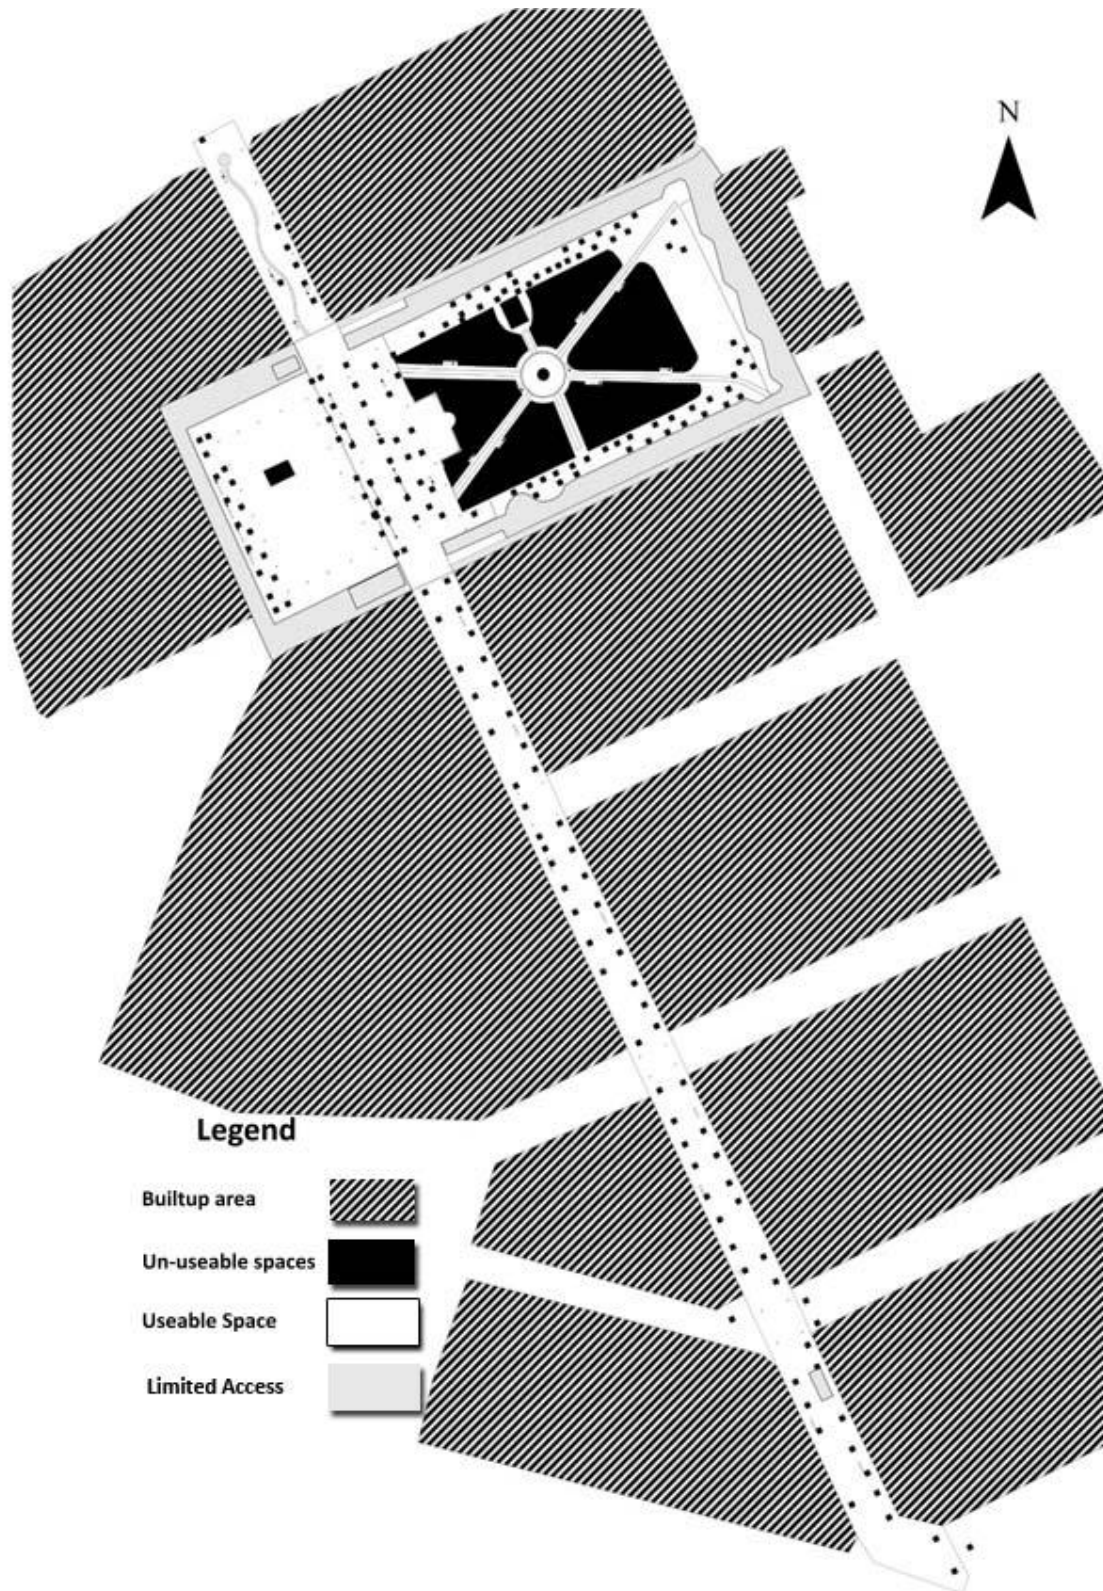 N
Legend
Builtup area
Un-useable spaces
Useable Space
Limited Access